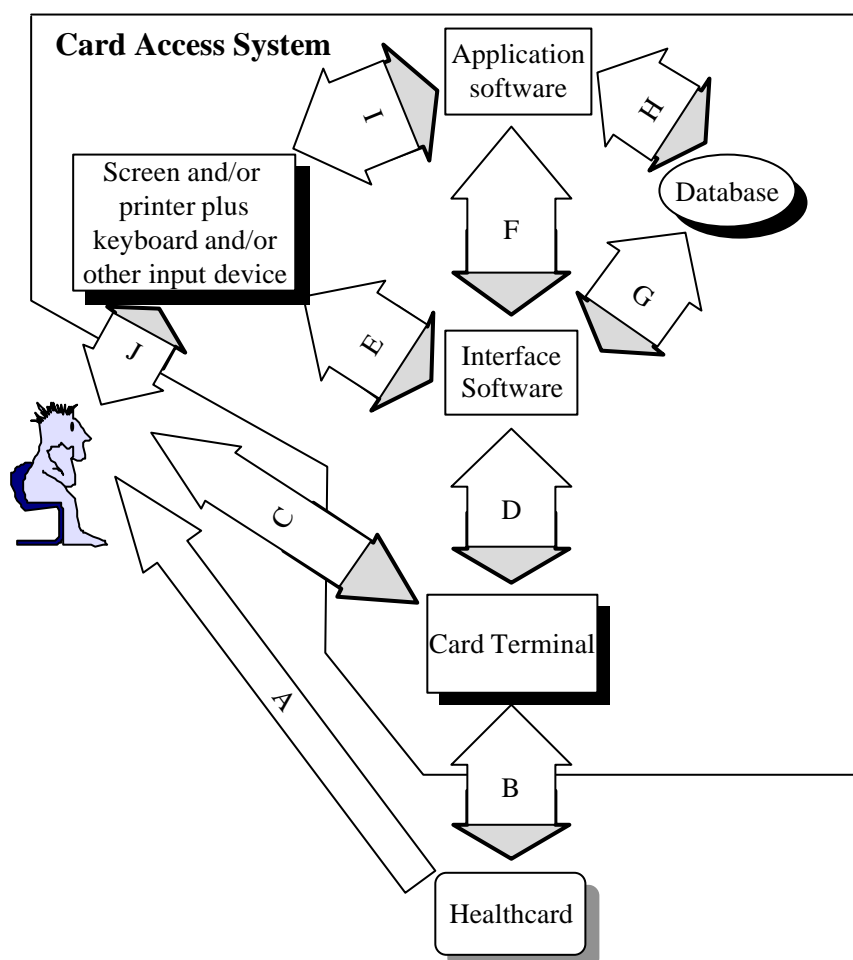 Card Access System
Application
software
I
H
Screen and/or
printer plus
keyboard and/or
other input device
Database
F
G
J
E
Interface
Software
C
D
Card Terminal
A
B
Healthcard